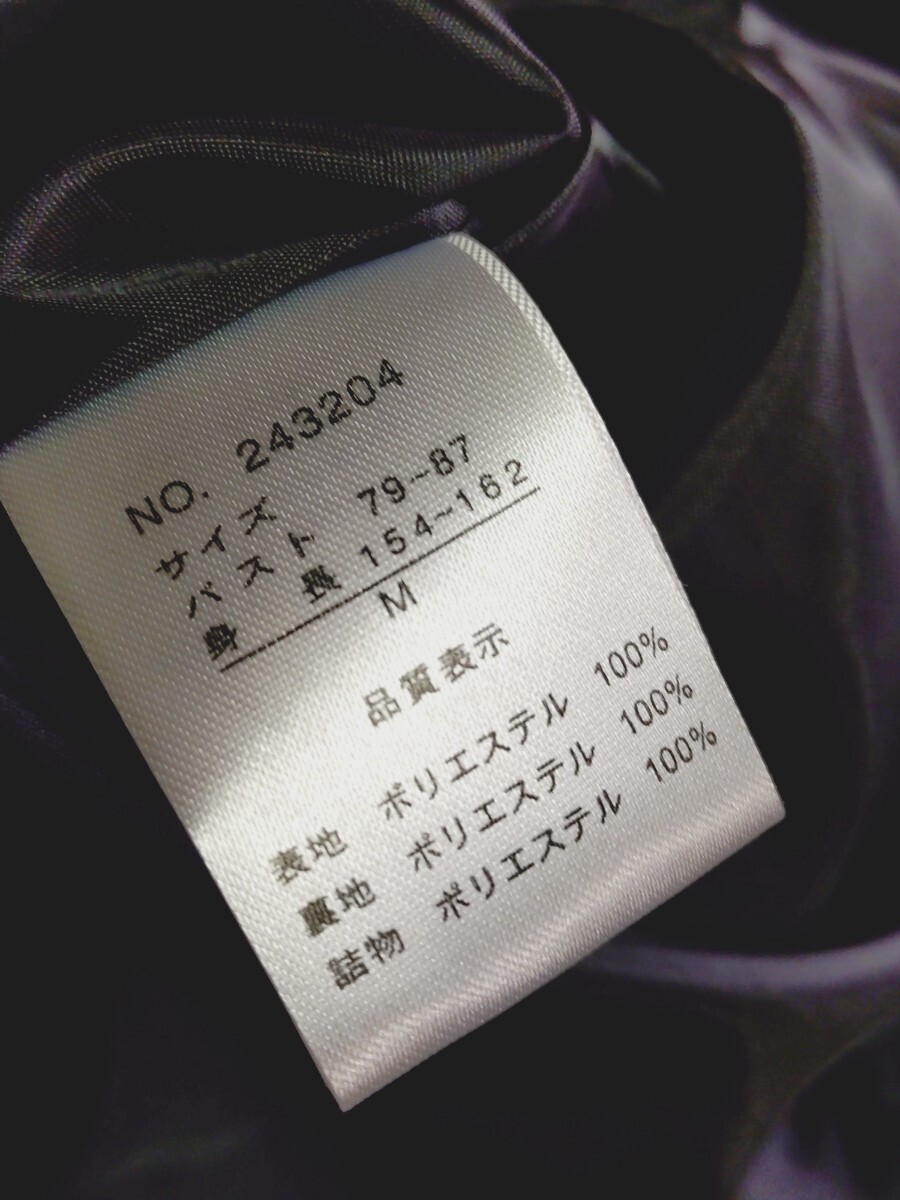 NO. 243204
サイズ
バスト 79~87
身長 154~162
M
品質表示
表地 ポリエステル 100%
裏地 ポリエステル 100%
詰物 ポリエステル 100%